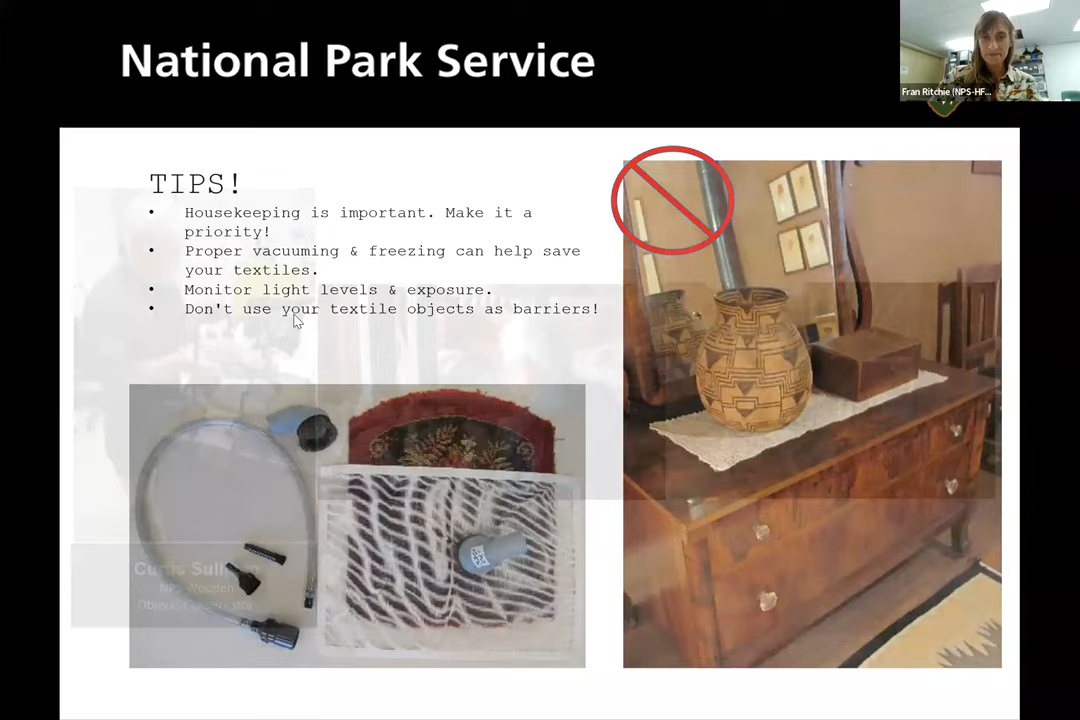 National Park Service
Fran Ritchie (NPS-HF...
TIPS!
• Housekeeping is important. Make it a
priority!
• Proper vacuuming & freezing can help save
your textiles.
• Monitor light levels & exposure.
• Don't use your textile objects as barriers!
Curtis Sullivan
NPS Wooden
Objects Conservator